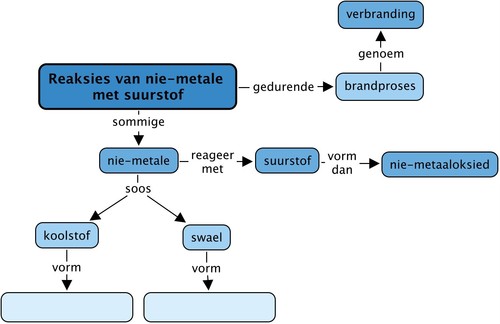 verbranding
genoem
Reaksies van nie-metale
met suurstof
gedurende
brandproses
sommige
nie-metale
reageer
met
suurstof
vorm
dan
nie-metaaloksied
soos
koolstof
swael
vorm
vorm